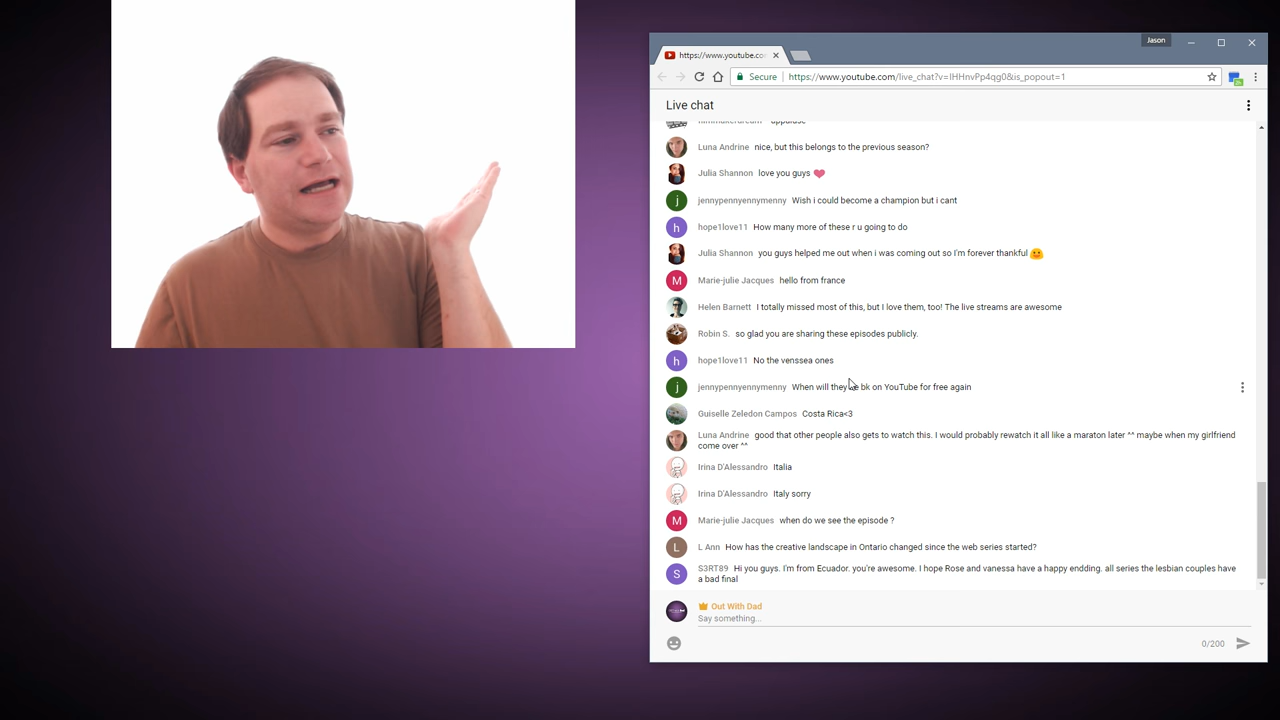 Jason
https://www.youtube.co
Secure https://www.youtube.com/live_chat?v=IHHnvPp4qg0&is_popout=1
Live chat
Luna Andrine nice, but this belongs to the previous season?
Julia Shannon love you guys ❤
j jennypennyennymenny Wish i could become a champion but i cant
h hope1love11 How many more of these r u going to do
Julia Shannon you guys helped me out when i was coming out so I'm forever thankful
M Marie-julie Jacques hello from france
Helen Barnett I totally missed most of this, but I love them, too! The live streams are awesome
Robin S. so glad you are sharing these episodes publicly.
h hope1love11 No the venssea ones
j jennypennyennymenny When will they be bk on YouTube for free again
Guiselle Zeledon Campos Costa Rica<3
Luna Andrine good that other people also gets to watch this. I would probably rewatch it all like a maraton later ^^ maybe when my girlfriend
come over ^^
Irina D'Alessandro Italia
Irina D'Alessandro Italy sorry
M Marie-julie Jacques when do we see the episode ?
L L Ann How has the creative landscape in Ontario changed since the web series started?
S S3RT89 Hi you guys. I'm from Ecuador. you're awesome. I hope Rose and vanessa have a happy endding. all series the lesbian couples have
a bad final
Out With Dad
Say something...
0/200